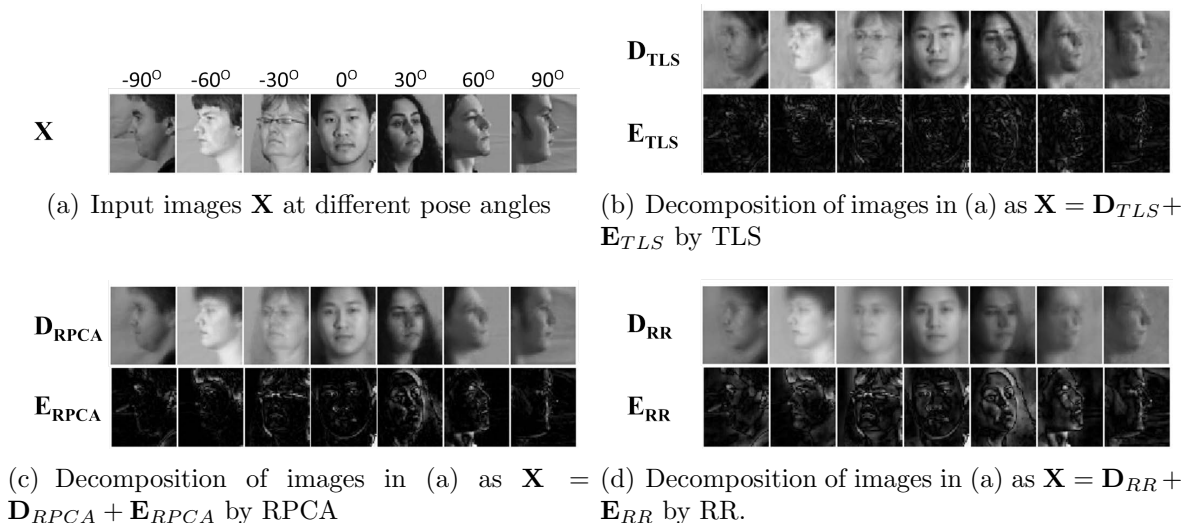 -90° -60° -30° 0° 30° 60° 90°
X
(a) Input images X at different pose angles
D_TLS
E_TLS
(b) Decomposition of images in (a) as X = D_TLS+
E_TLS by TLS
D_RPCA
E_RPCA
(c) Decomposition of images in (a) as X =
D_RPCA + E_RPCA by RPCA
D_RR
E_RR
(d) Decomposition of images in (a) as X = D_RR +
E_RR by RR.